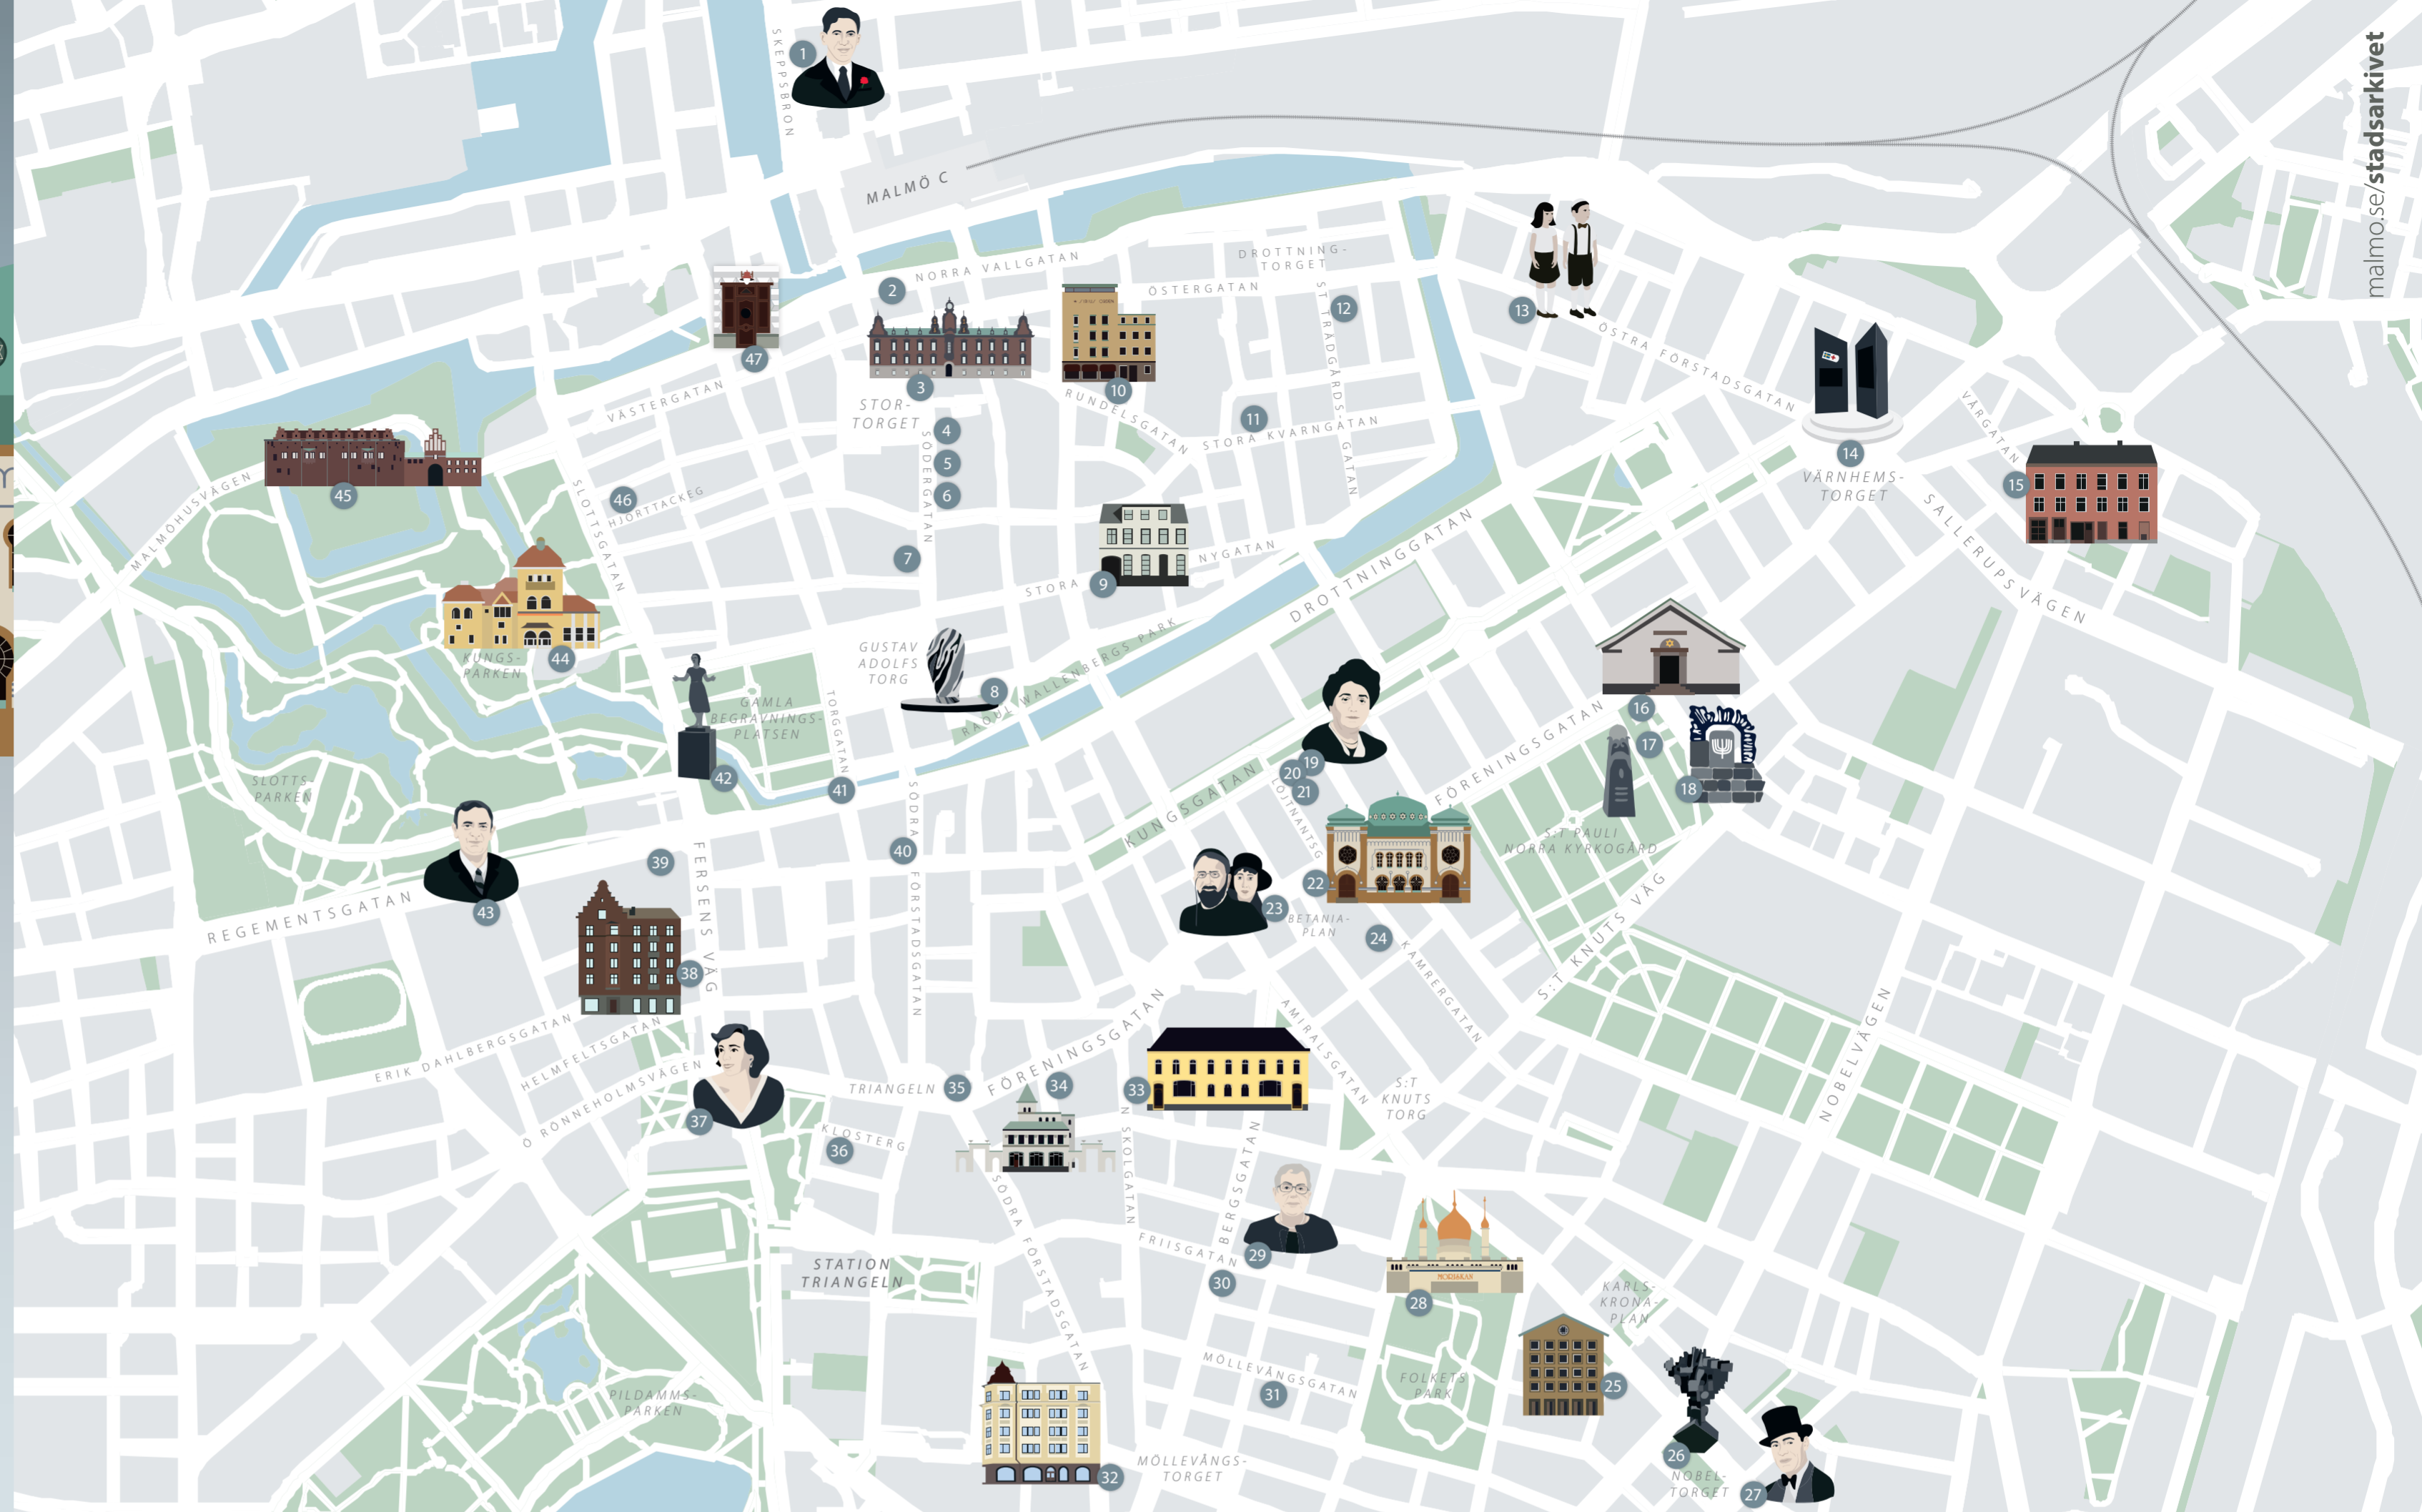 malmo.se/stadsarkivet
SKEPPSBRON
1
MALMÖ C
NORRA VALLGATAN
DROTTNING-
TORGET
ÖSTERGATAN
2
3
10
12
13
47
ST TRÄDGÅRDS-
GATAN
ÖSTRA FÖRSTADSGATAN
VÄSTERGATAN
STOR-
TORGET
RUNDELSGATAN
11
STORA KVARNGATAN
VÄRGATAN
4
5
6
SÖDERGATAN
14
VÄRNHEMS-
TORGET
15
45
46
MALMÖHUSVÄGEN
SLOTTSGATAN
HJORTTACKEG
7
STORA
9
NYGATAN
DROTTNINGGATAN
SALLERUPSVÄGEN
KUNGS-
PARKEN
44
GUSTAV
ADOLFS
TORG
8
RAOUL WALLENBERGS PARK
GAMLA
BEGRAVNINGS-
PLATSEN
TORGGATAN
42
41
SLOTTS-
PARKEN
16
17
18
FÖRENINGSGATAN
19
20
21
LÖJTNANTSG
KUNGSGATAN
S:T PAULI
NORRA KYRKOGÅRD
SÖDRA
FÖRSTADSGATAN
40
39
FERSENS VÄG
43
REGEMENTSGATAN
22
23
BETANIA-
PLAN
24
KAMRERGATAN
S:T KNUTS VÄG
38
ERIK DAHLBERGSGATAN
HELMFELTSGATAN
Ö RÖNNEHOLMSVÄGEN
FÖRENINGSGATAN
AMIRALSGATAN
NOBELVÄGEN
TRIANGELN
35
34
33
S:T
KNUTS
TORG
37
KLOSTERG
36
N SKOLGATAN
BERGSGATAN
SÖDRA FÖRSTADSGATAN
FRIISGATAN
29
30
STATION
TRIANGELN
MORISKAN
28
KARLS-
KRONA-
PLAN
MÖLLEVÅNGSGATAN
31
FOLKETS
PARK
25
PILDAMMS-
PARKEN
32
MÖLLEVÅNGS-
TORGET
26
NOBEL-
TORGET
27